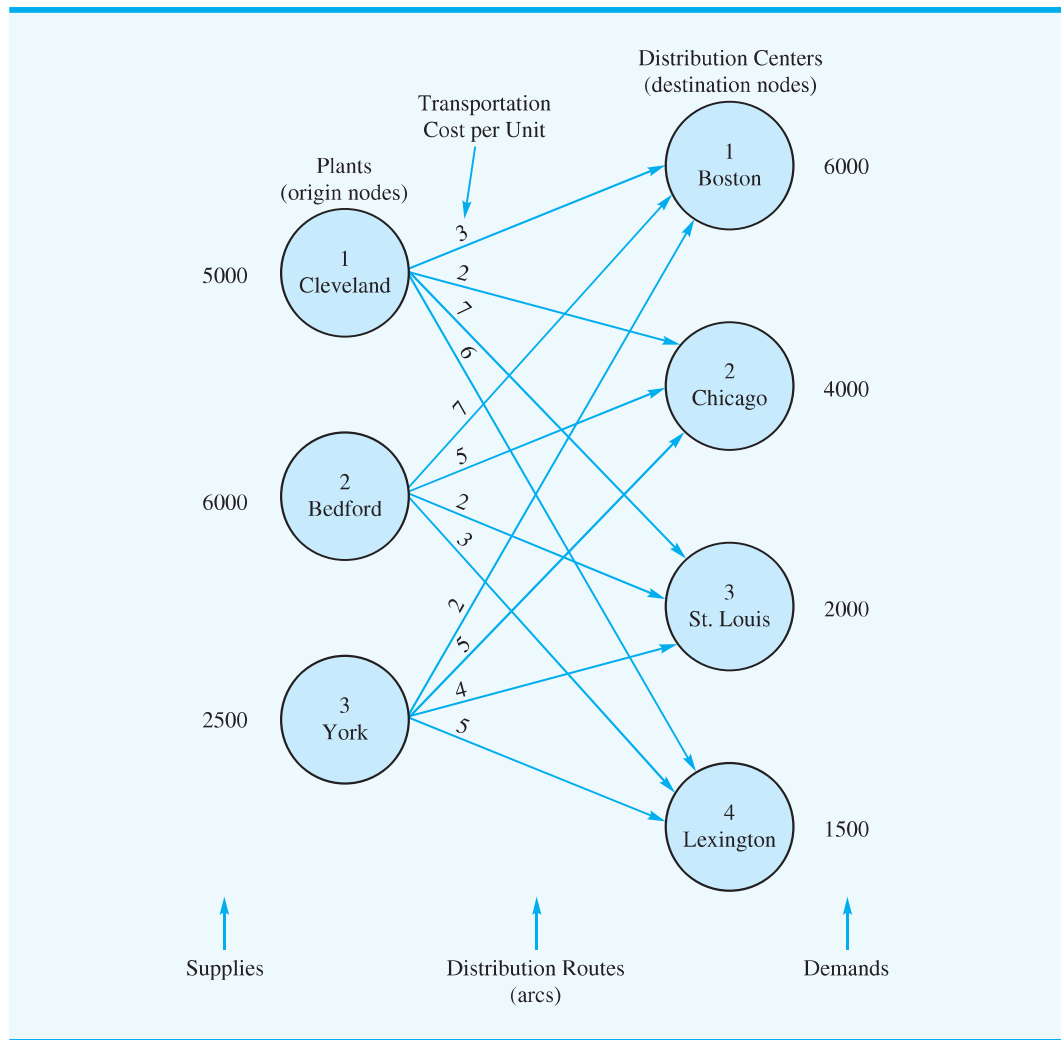 Distribution Centers
(destination nodes)
Transportation
Cost per Unit
Plants
(origin nodes)
1
Boston
6000
5000
1
Cleveland
3
2
7
6
2
Chicago
4000
6000
2
Bedford
7
5
2
3
3
St. Louis
2000
2500
3
York
2
5
4
5
4
Lexington
1500
Supplies
Distribution Routes
(arcs)
Demands